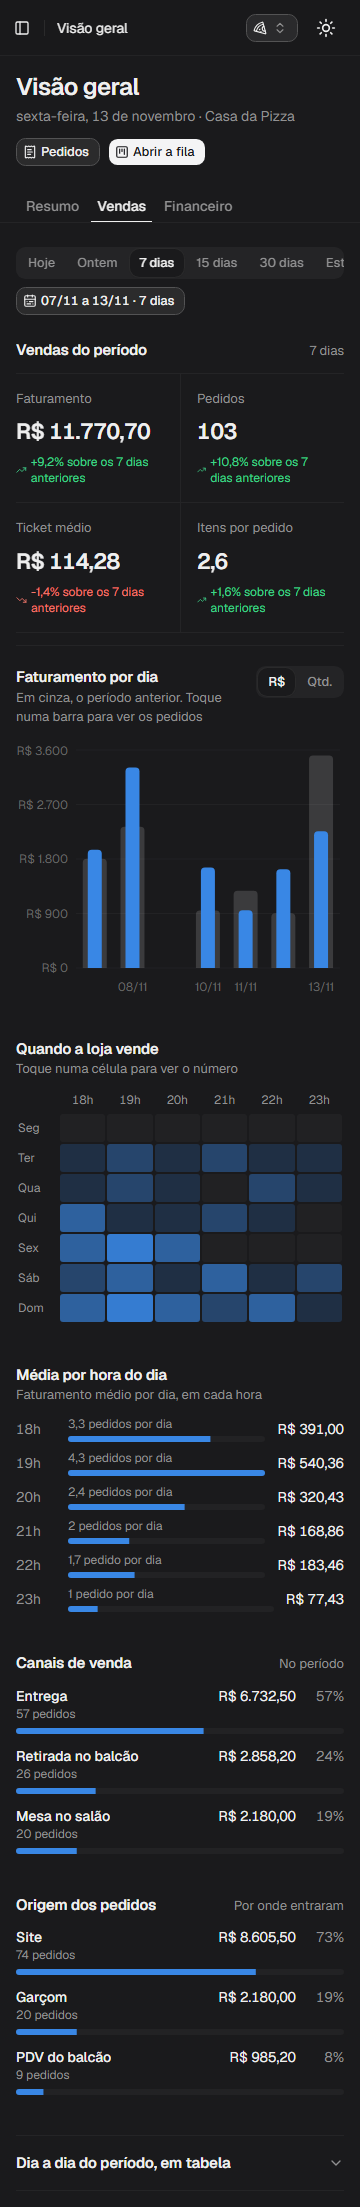 Visão geral
Visão geral
sexta-feira, 13 de novembro · Casa da Pizza
Pedidos
Abrir a fila
Resumo
Vendas
Financeiro
Hoje
Ontem
7 dias
15 dias
30 dias
Est
07/11 a 13/11 · 7 dias
Vendas do período
7 dias
Faturamento
Pedidos
R$ 11.770,70
103
+9,2% sobre os 7 dias
anteriores
+10,8% sobre os 7
dias anteriores
Ticket médio
Itens por pedido
R$ 114,28
2,6
-1,4% sobre os 7 dias
anteriores
+1,6% sobre os 7 dias
anteriores
Faturamento por dia
R$
Qtd.
Em cinza, o período anterior. Toque
numa barra para ver os pedidos
R$ 3.600
R$ 2.700
R$ 1.800
R$ 900
R$ 0
08/11
10/11
11/11
13/11
Quando a loja vende
Toque numa célula para ver o número
18h
19h
20h
21h
22h
23h
Seg
Ter
Qua
Qui
Sex
Sáb
Dom
Média por hora do dia
Faturamento médio por dia, em cada hora
18h
3,3 pedidos por dia
R$ 391,00
19h
4,3 pedidos por dia
R$ 540,36
20h
2,4 pedidos por dia
R$ 320,43
21h
2 pedidos por dia
R$ 168,86
22h
1,7 pedido por dia
R$ 183,46
23h
1 pedido por dia
R$ 77,43
Canais de venda
No período
Entrega
R$ 6.732,50
57%
57 pedidos
Retirada no balcão
R$ 2.858,20
24%
26 pedidos
Mesa no salão
R$ 2.180,00
19%
20 pedidos
Origem dos pedidos
Por onde entraram
Site
R$ 8.605,50
73%
74 pedidos
Garçom
R$ 2.180,00
19%
20 pedidos
PDV do balcão
R$ 985,20
8%
9 pedidos
Dia a dia do período, em tabela